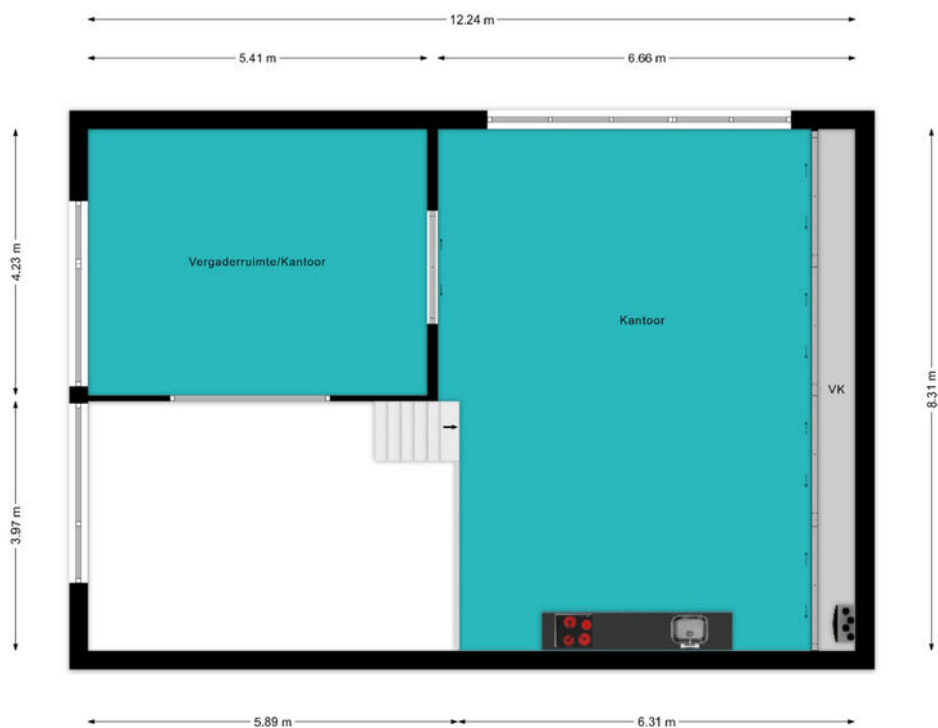 12.24 m
5.41 m
6.66 m
4.23 m
Vergaderruimte/Kantoor
Kantoor
VK
8.31 m
3.97 m
5.89 m
6.31 m